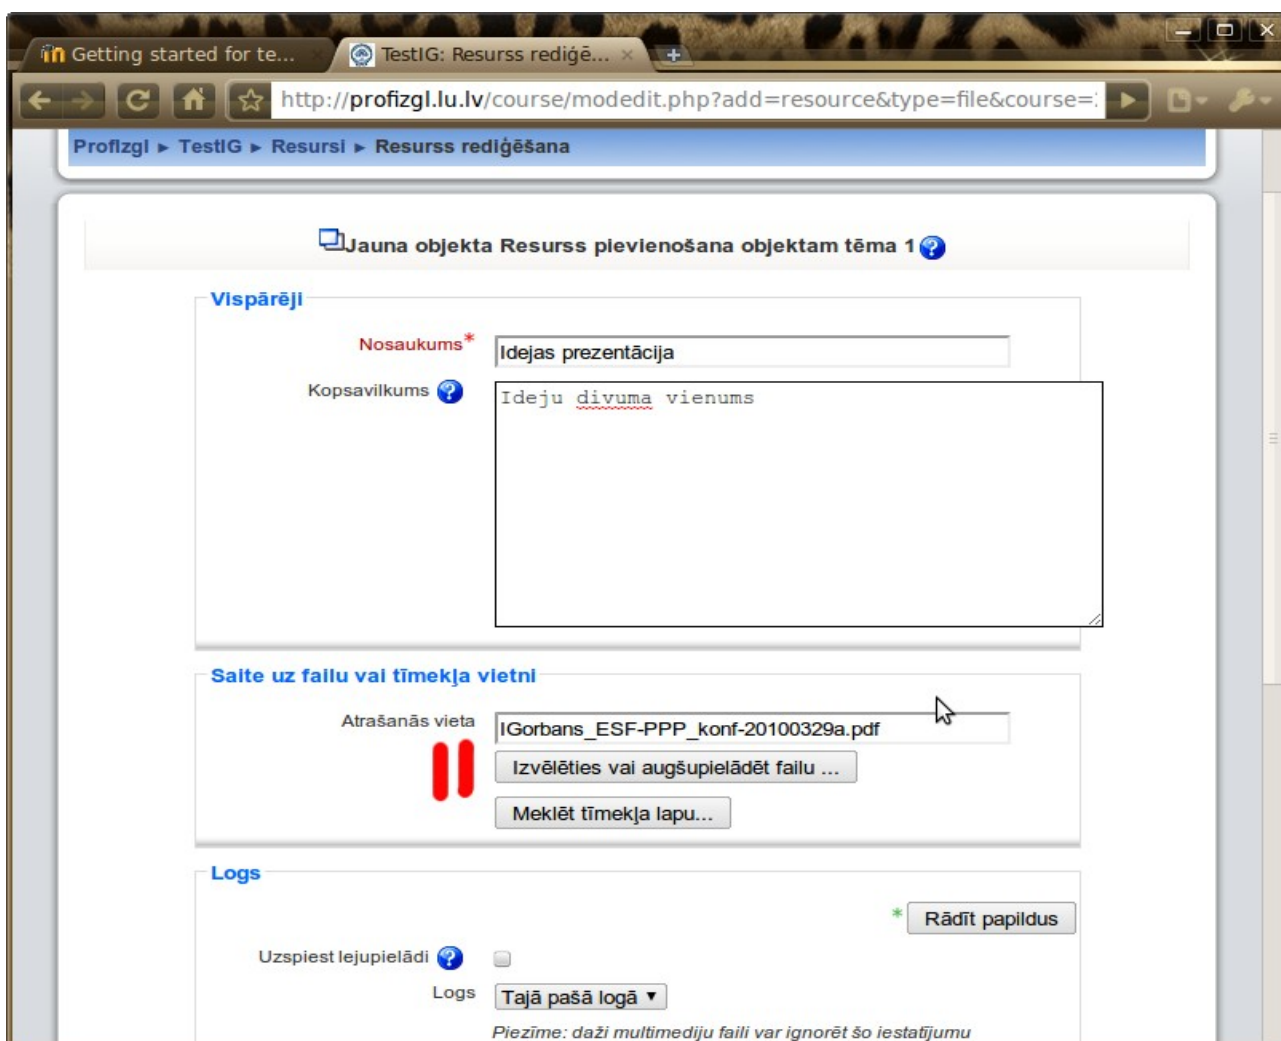 Getting started for te...
TestIG: Resurss rediģē...
http://profizgl.lu.lv/course/modedit.php?add=resource&type=file&course=
ProfIzgl ► TestIG ► Resursi ► Resurss rediģēšana
Jauna objekta Resurss pievienošana objektam tēma 1
Vispārēji
Nosaukums*
Idejas prezentācija
Kopsavilkums
Ideju divuma vienums
Saite uz failu vai tīmekļa vietni
Atrašanās vieta
IGorbans_ESF-PPP_konf-20100329a.pdf
Izvēlēties vai augšupielādēt failu ...
Meklēt tīmekļa lapu...
Logs
* Rādīt papildus
Uzspiest lejupielādi
Logs
Tajā pašā logā
Piezīme: daži multimediju faili var ignorēt šo iestatījumu